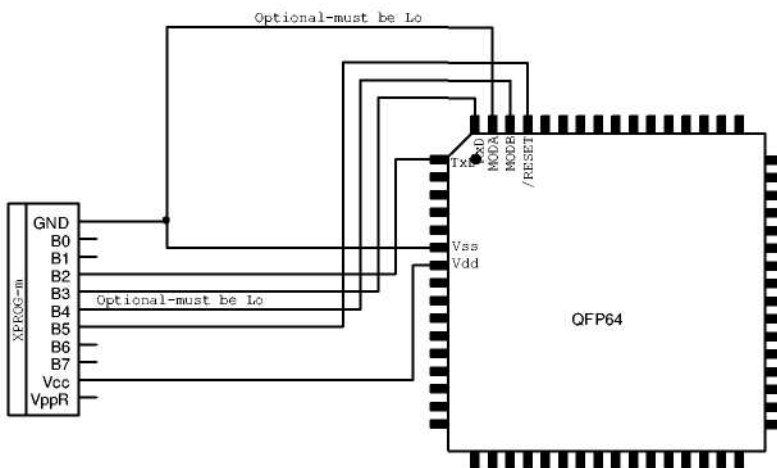 Optional-must be Lo
RxD
MODA
MODB
/RESET
TxD
XPROG-m
GND
B0
B1
B2
B3
B4
B5
B6
B7
Vcc
VppR
Optional-must be Lo
Vss
Vdd
QFP64